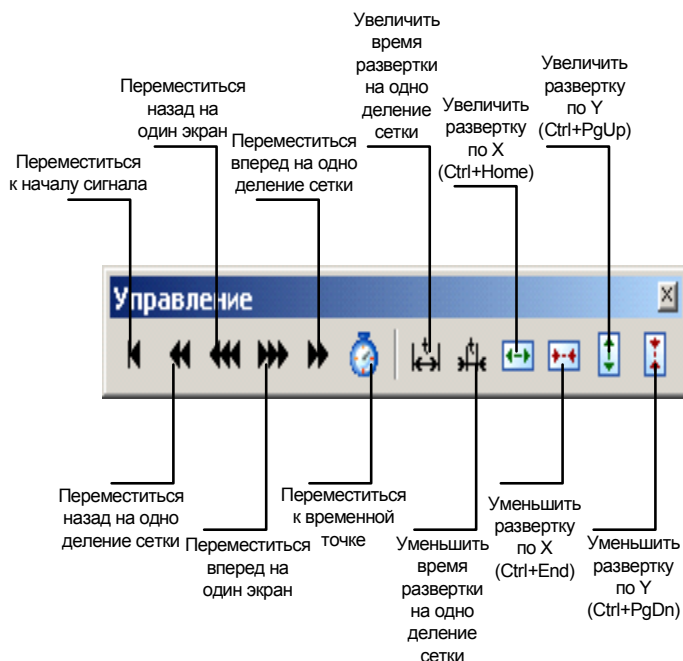 Переместиться
к началу сигнала
Переместиться
назад на
один экран
Переместиться
вперед на одно
деление сетки
Увеличить
время
развертки
на одно
деление
сетки
Увеличить
развертку
по X
(Ctrl+Home)
Увеличить
развертку
по Y
(Ctrl+PgUp)
Управление
Переместиться
назад на одно
деление сетки
Переместиться
вперед на
один экран
Переместиться
к временной
точке
Уменьшить
время
развертки
на одно
деление
сетки
Уменьшить
развертку
по X
(Ctrl+End)
Уменьшить
развертку
по Y
(Ctrl+PgDn)